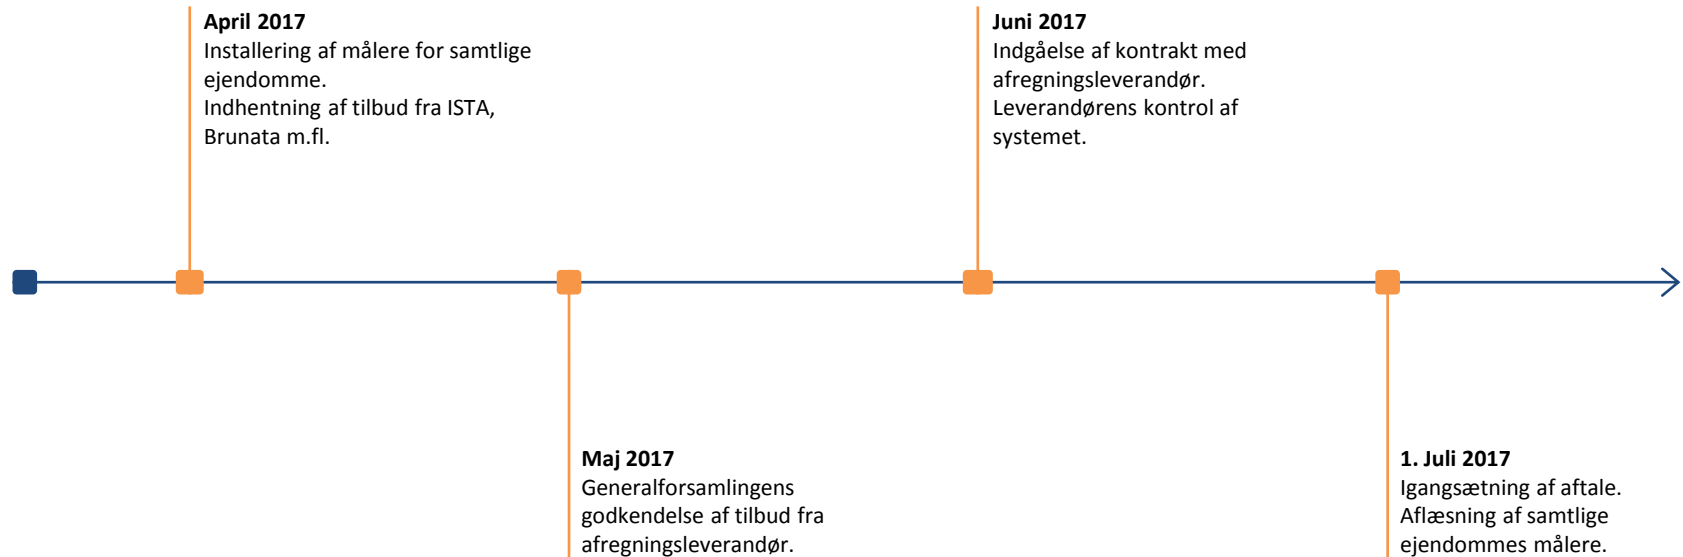 April 2017
Installering af målere for samtlige
ejendomme.
Indhentning af tilbud fra ISTA,
Brunata m.fl.
Maj 2017
Generalforsamlingens
godkendelse af tilbud fra
afregningsleverandør.
Juni 2017
Indgåelse af kontrakt med
afregningsleverandør.
Leverandørens kontrol af
systemet.
1. Juli 2017
Igangsætning af aftale.
Aflæsning af samtlige
ejendommes målere.